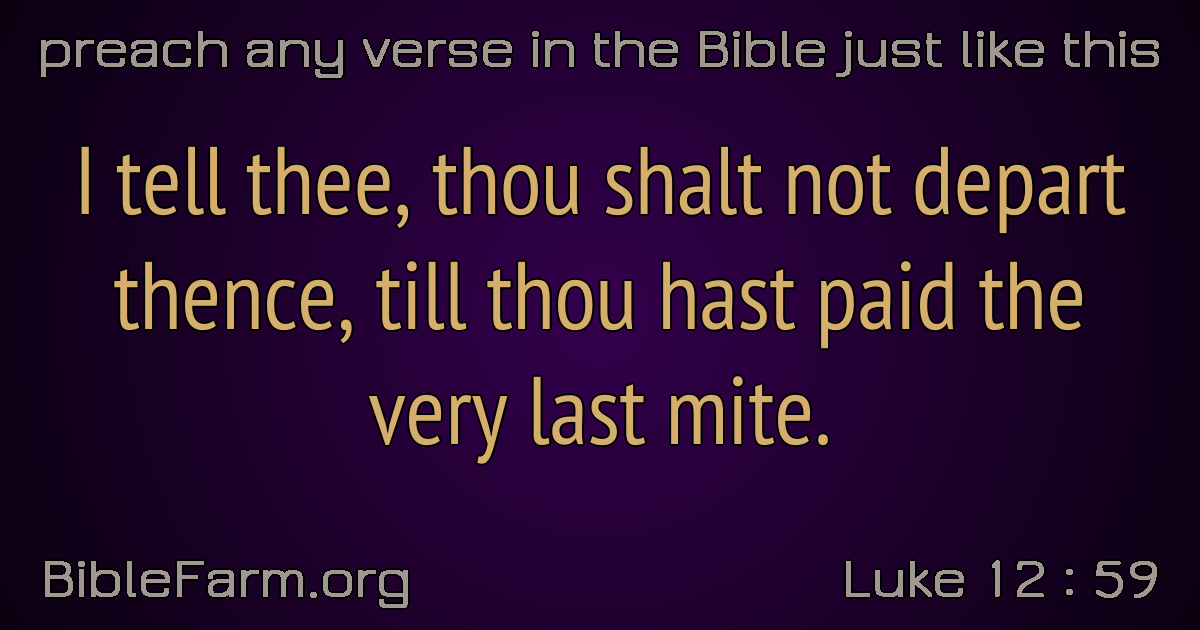 preach any verse in the Bible just like this
I tell thee, thou shalt not depart
thence, till thou hast paid the
very last mite.
BibleFarm.org
Luke 12 : 59